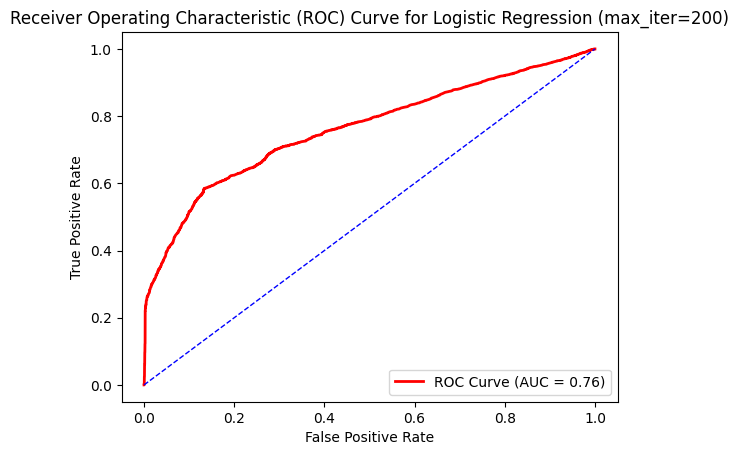 Receiver Operating Characteristic (ROC) Curve for Logistic Regression (max_iter=200)
1.0
0.8
0.6
0.4
0.2
0.0
True Positive Rate
ROC Curve (AUC = 0.76)
0.0 0.2 0.4 0.6 0.8 1.0
False Positive Rate